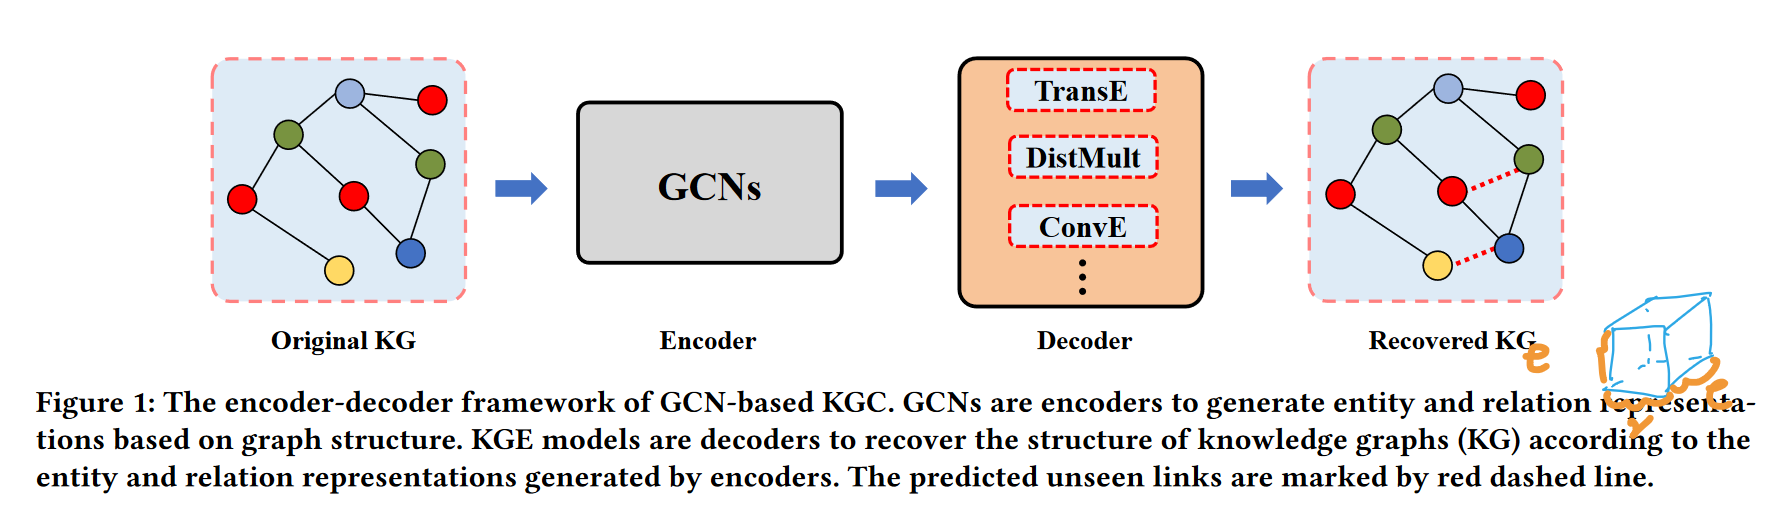 TransE
DistMult
ConvE
GCNs
Original KG
Encoder
Decoder
Recovered KG
e
e
r
Figure 1: The encoder-decoder framework of GCN-based KGC. GCNs are encoders to generate entity and relation representa-
tions based on graph structure. KGE models are decoders to recover the structure of knowledge graphs (KG) according to the
entity and relation representations generated by encoders. The predicted unseen links are marked by red dashed line.